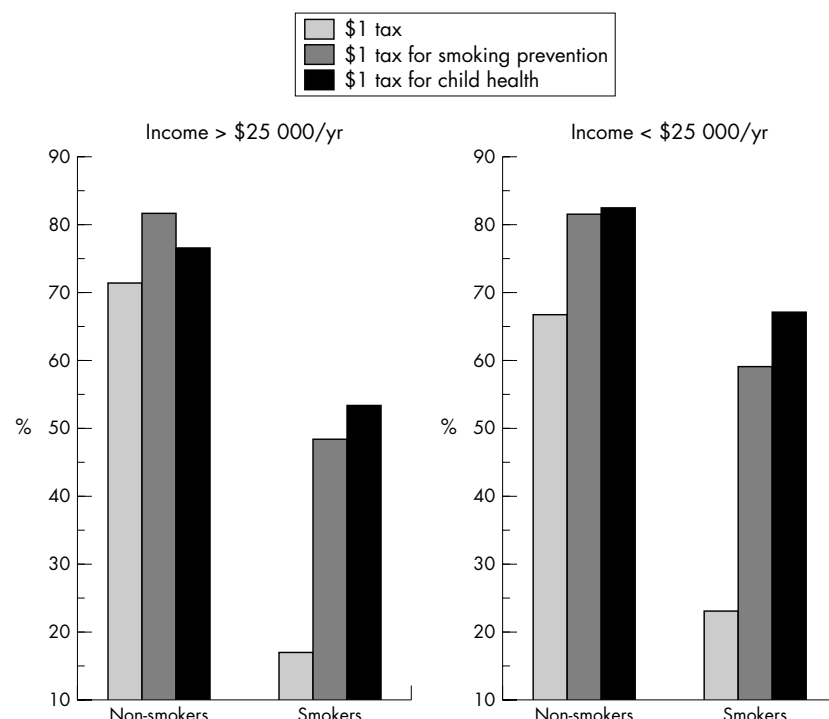 $1 tax
$1 tax for smoking prevention
$1 tax for child health
Income > $25 000/yr
90
80
70
60
% 50
40
30
20
10
Non-smokers Smokers
Income < $25 000/yr
90
80
70
60
% 50
40
30
20
10
Non-smokers Smokers